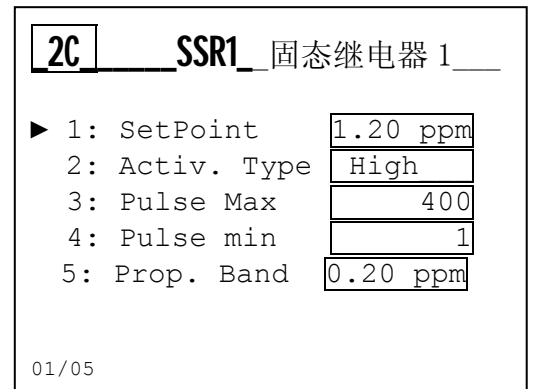 2C SSR1 固态继电器 1
► 1: SetPoint 1.20 ppm
2: Activ. Type High
3: Pulse Max 400
4: Pulse min 1
5: Prop. Band 0.20 ppm
01/05